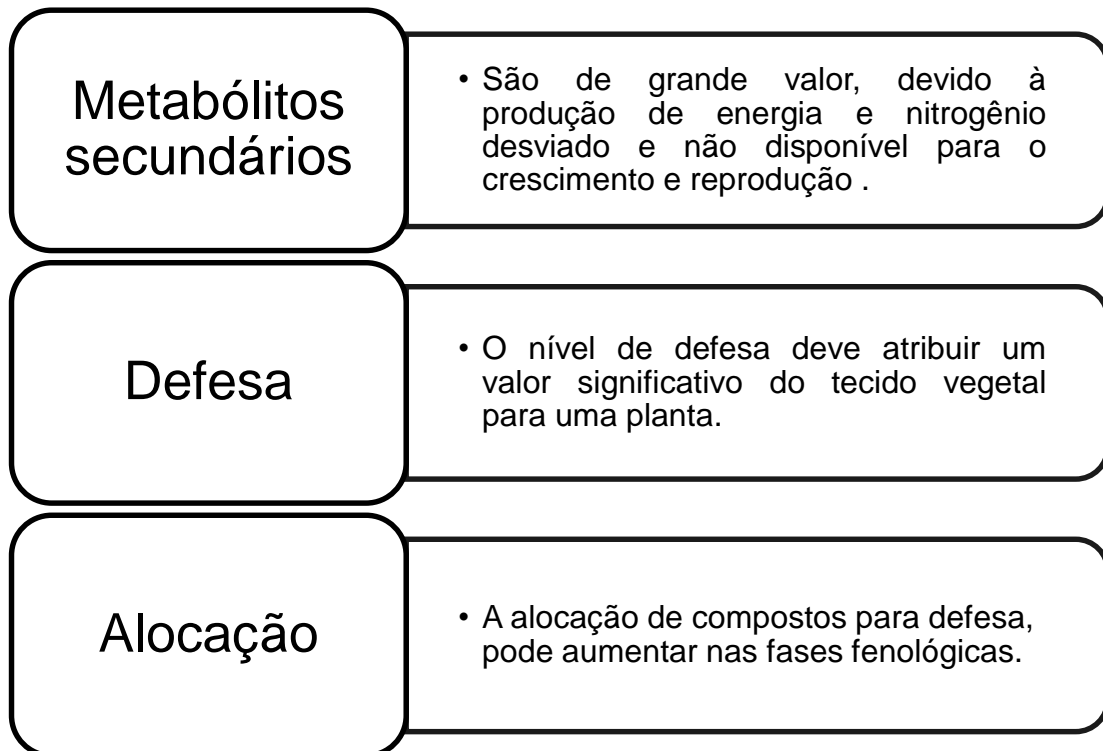 Metabólitos
secundários
• São de grande valor, devido à
produção de energia e nitrogênio
desviado e não disponível para o
crescimento e reprodução .
Defesa
• O nível de defesa deve atribuir um
valor significativo do tecido vegetal
para uma planta.
Alocação
• A alocação de compostos para defesa,
pode aumentar nas fases fenológicas.